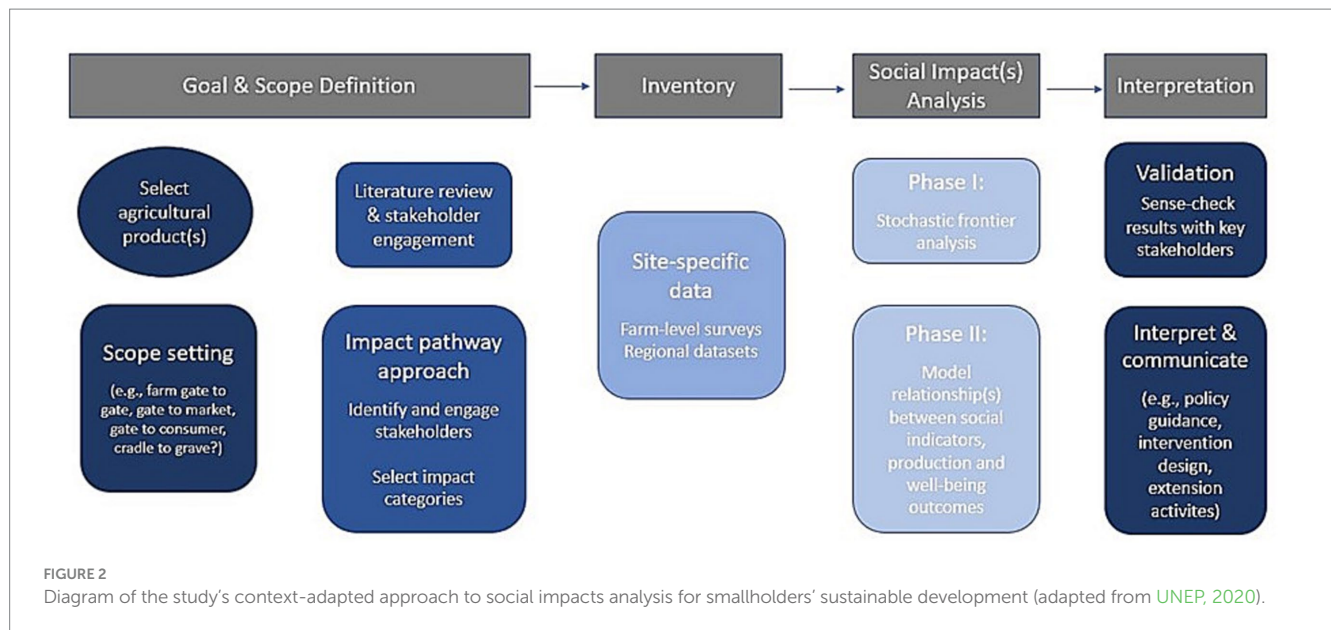 Goal & Scope Definition
Inventory
Social Impact(s)
Analysis
Interpretation
Select
agricultural
product(s)
Scope setting
(e.g., farm gate to
gate, gate to market,
gate to consumer,
cradle to grave?)
Literature review
& stakeholder
engagement
Impact pathway
approach
Identify and engage
stakeholders
Select impact
categories
Site-specific
data
Farm-level surveys
Regional datasets
Phase I:
Stochastic frontier
analysis
Phase II:
Model
relationship(s)
between social
indicators,
production and
well-being
outcomes
Validation
Sense-check
results with key
stakeholders
Interpret &
communicate
(e.g., policy
guidance,
intervention
design,
extension
activites)
FIGURE 2
Diagram of the study's context-adapted approach to social impacts analysis for smallholders' sustainable development (adapted from UNEP, 2020).